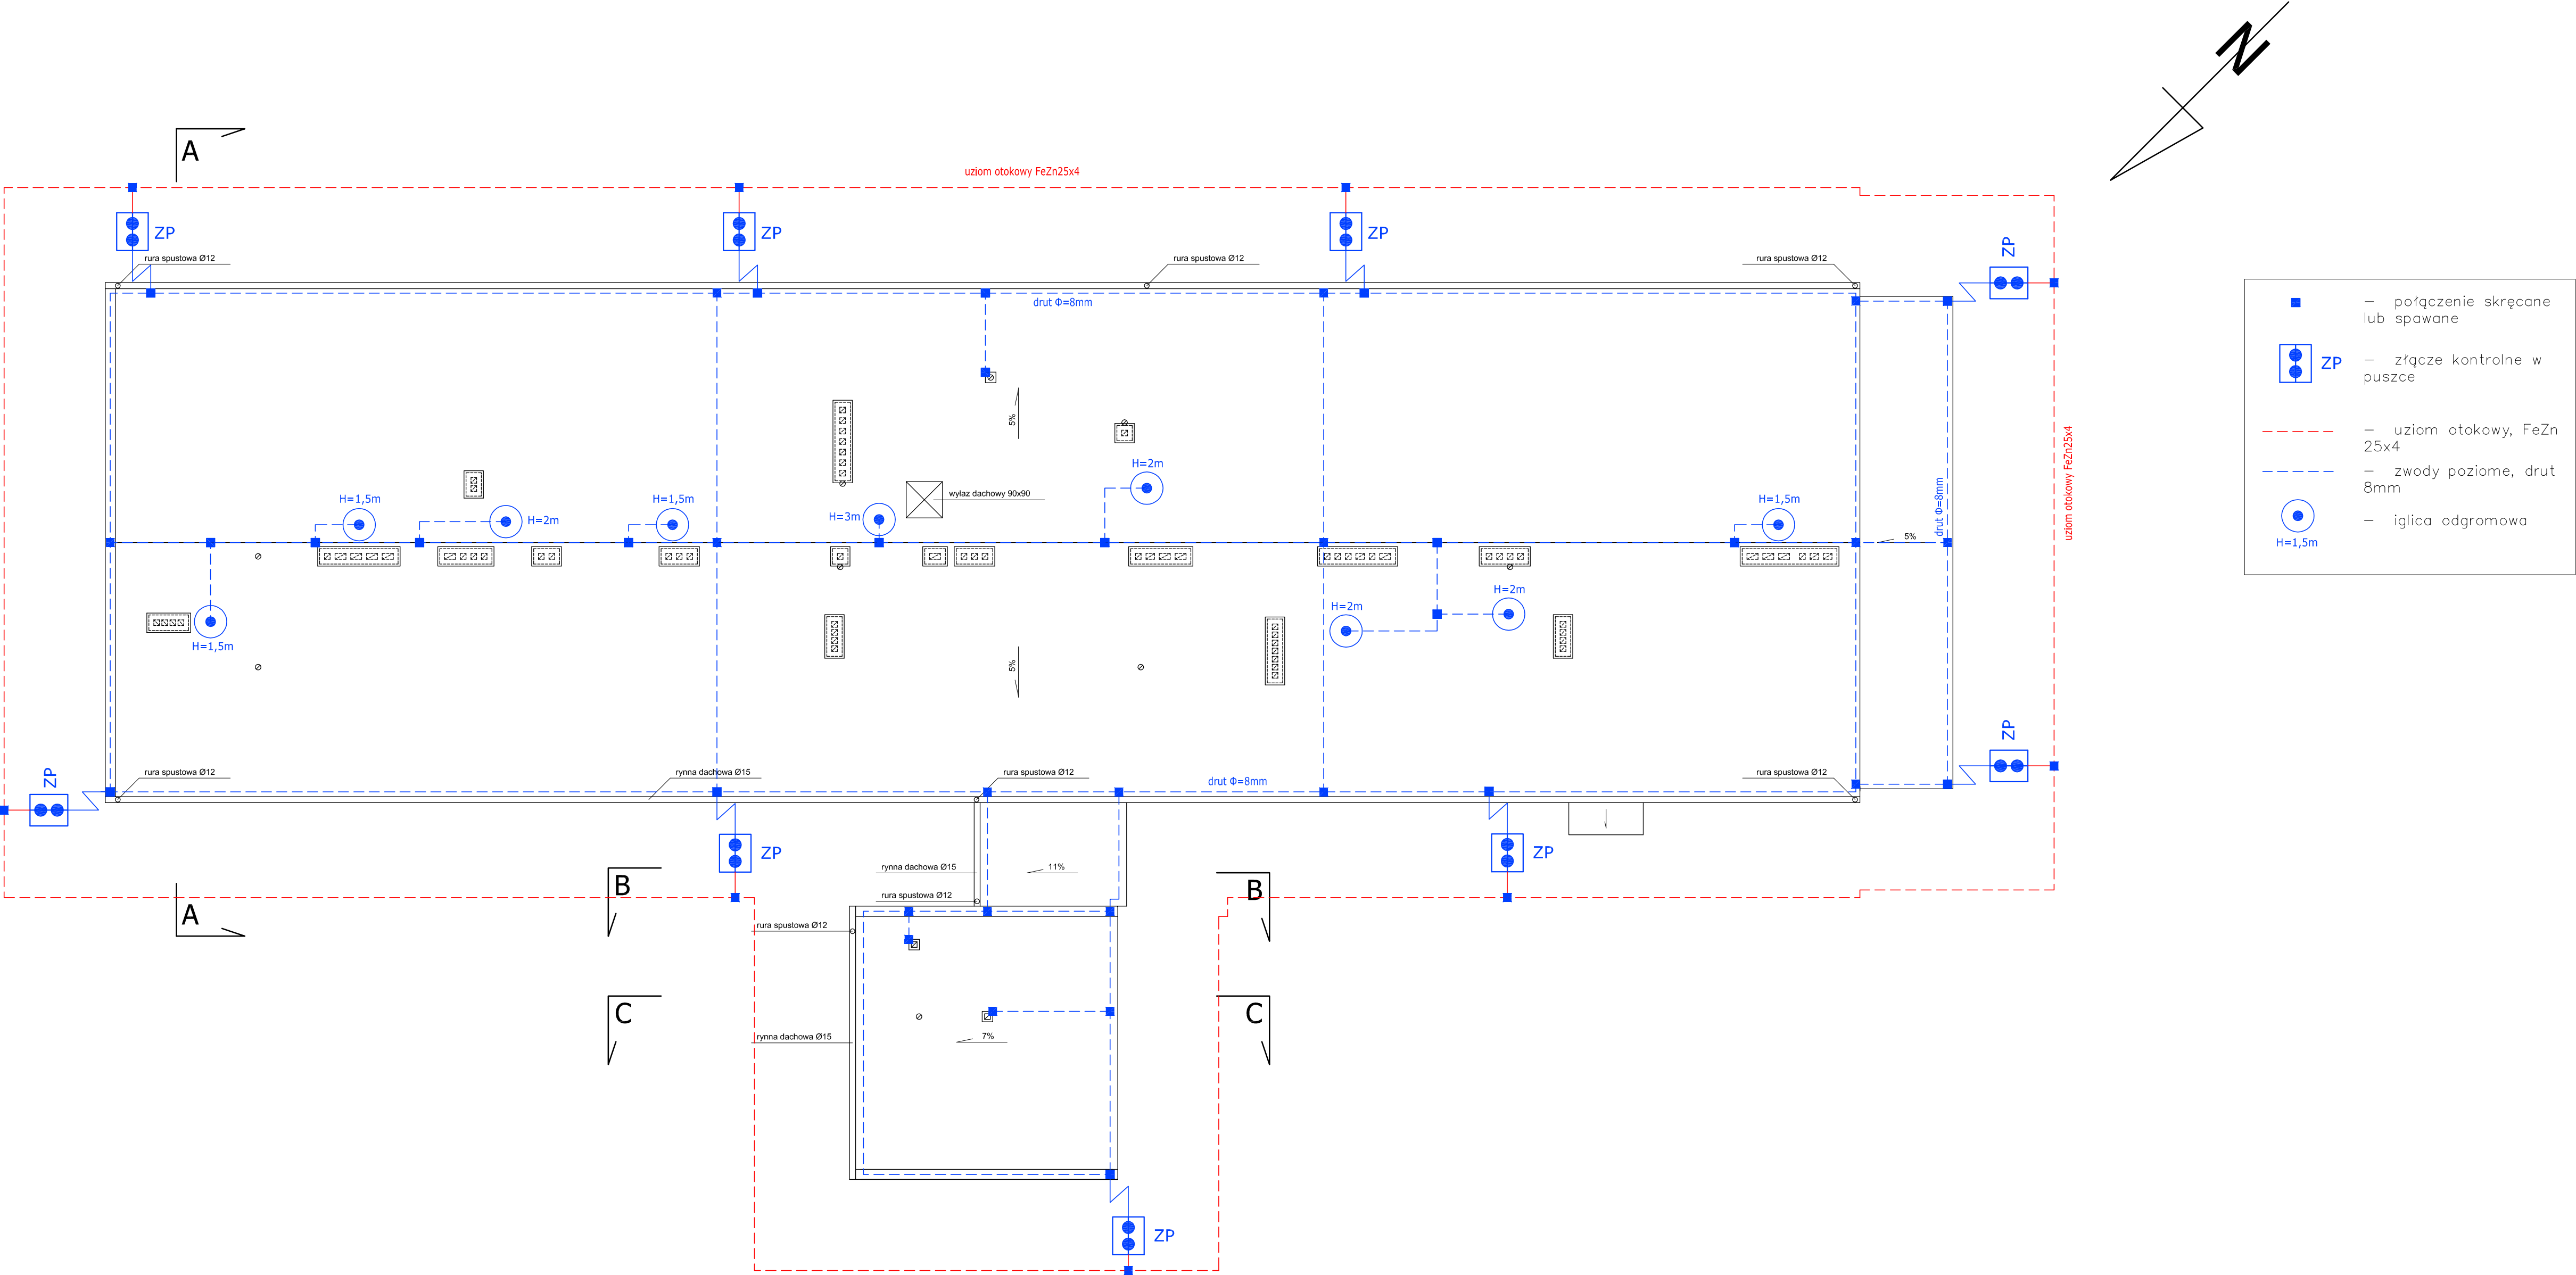 N
A
uziom otokowy FeZn25x4
ZP
ZP
ZP
ZP
rura spustowa Ø12
rura spustowa Ø12
rura spustowa Ø12
drut Φ=8mm
- połączenie skręcane
lub spawane
ZP
- złącze kontrolne w
puszce
5%
- uziom otokowy, FeZn
25x4
uziom otokowy FeZn25x4
- zwody poziome, drut
8mm
H=2m
wyłaz dachowy 90x90
H=1,5m
H=2m
H=1,5m
H=3m
H=1,5m
drut Φ=8mm
- iglica odgromowa
H=1,5m
5%
H=2m
H=2m
H=1,5m
5%
ZP
ZP
rura spustowa Ø12
rynna dachowa Ø15
rura spustowa Ø12
drut Φ=8mm
rura spustowa Ø12
ZP
ZP
rynna dachowa Ø15
11%
B
B
rura spustowa Ø12
A
rura spustowa Ø12
C
C
rynna dachowa Ø15
7%
ZP